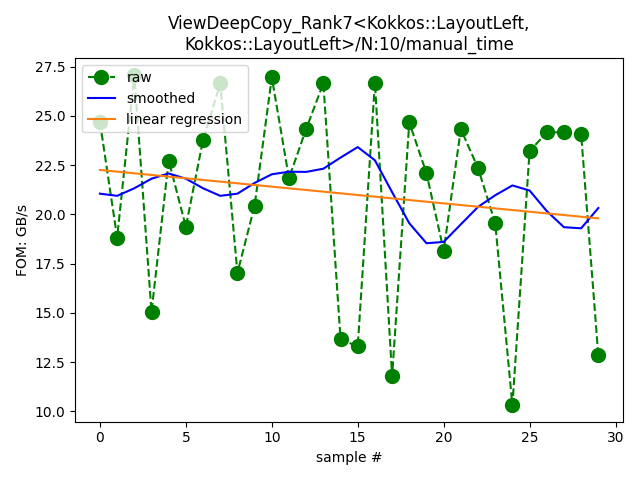 ViewDeepCopy_Rank7<Kokkos::LayoutLeft,
Kokkos::LayoutLeft>/N:10/manual_time
raw
smoothed
linear regression
FOM: GB/s
27.5
25.0
22.5
20.0
17.5
15.0
12.5
10.0
0 5 10 15 20 25 30
sample #